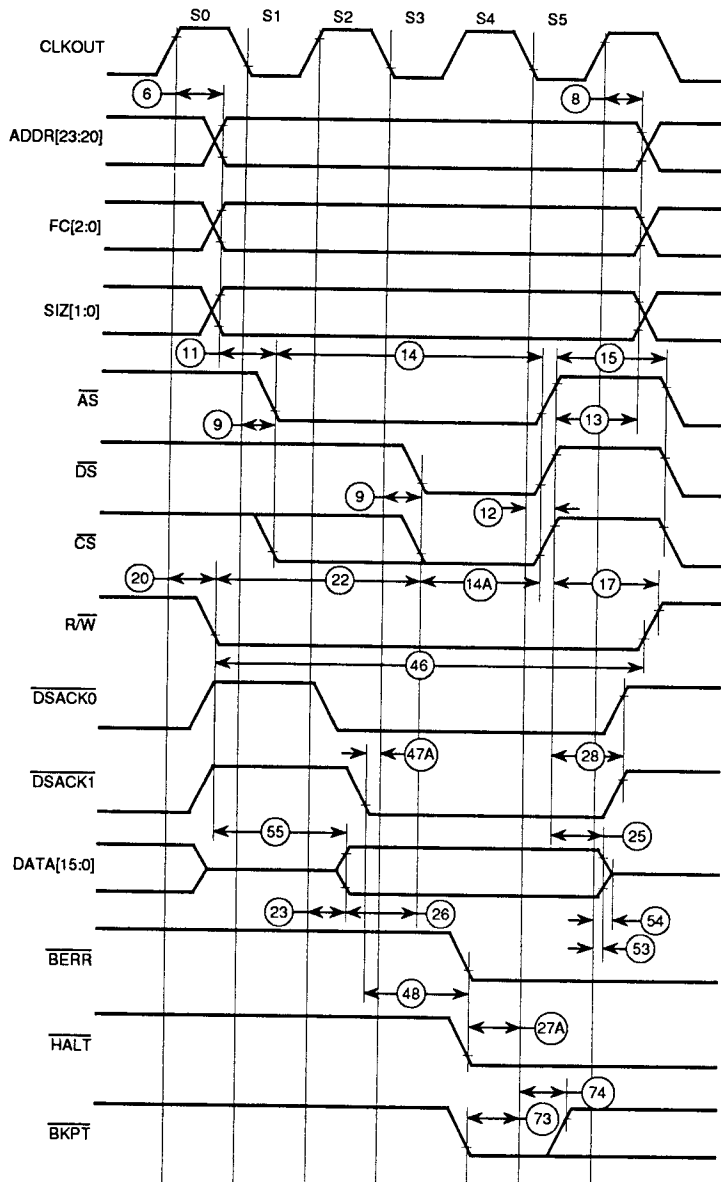 S0 S1 S2 S3 S4 S5
CLKOUT
6 8
ADDR[23:20]
FC[2:0]
SIZ[1:0]
11 14 15
AS
9 13
DS
9 12
CS
20 22 14A 17
R/W
46
DSACK0
47A 28
DSACK1
55 25
DATA[15:0]
23 26 54
53
BERR
48
27A
HALT
74
73
BKPT